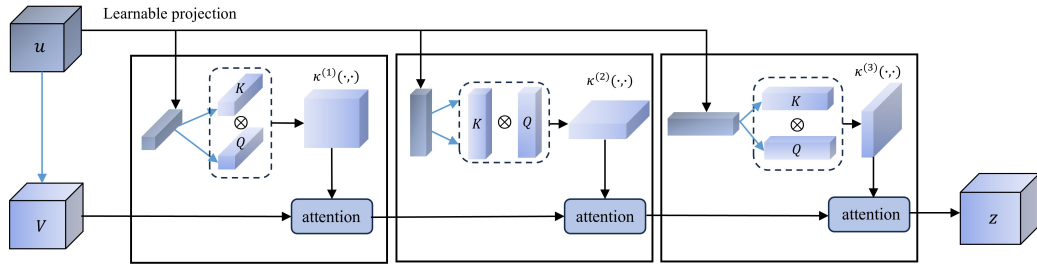 Learnable projection
u
V
K
⊗
Q
κ⁽¹⁾(·,·)
attention
K
⊗
Q
κ⁽²⁾(·,·)
attention
K
⊗
Q
κ⁽³⁾(·,·)
attention
z